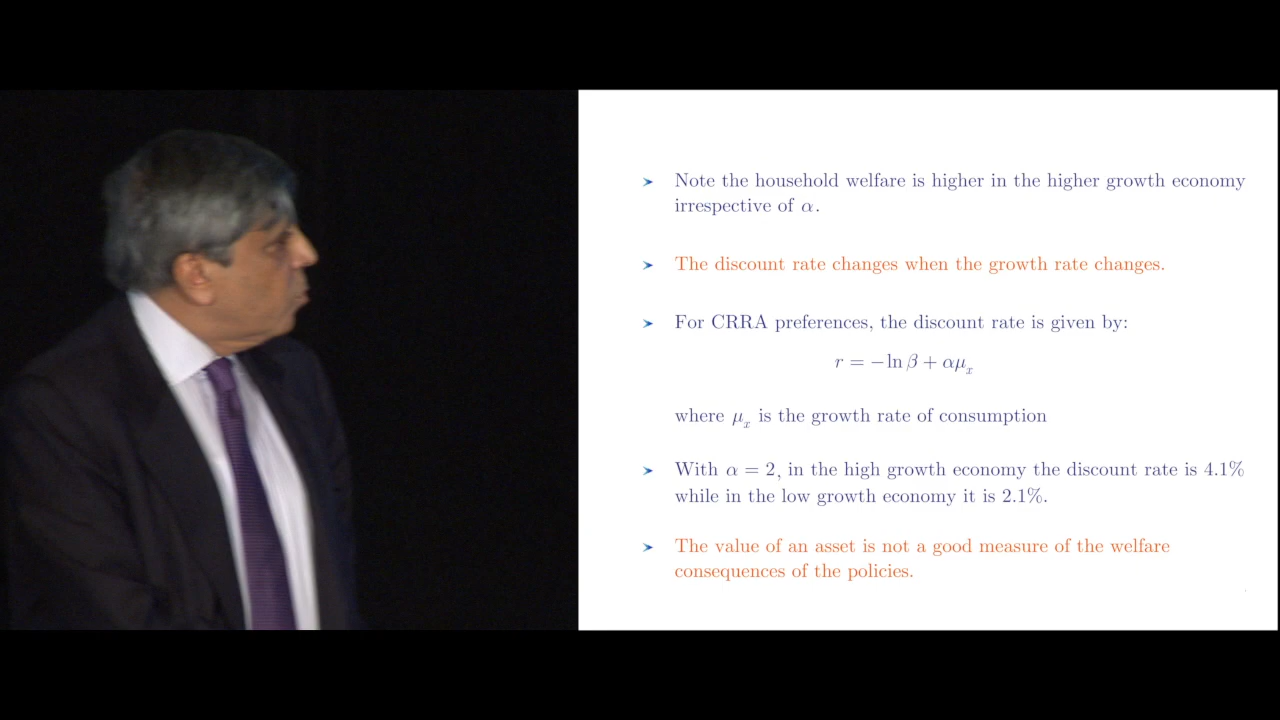 ➤ Note the household welfare is higher in the higher growth economy
irrespective of α.
➤ The discount rate changes when the growth rate changes.
➤ For CRRA preferences, the discount rate is given by:
r = −ln β + αμₓ
where μₓ is the growth rate of consumption
➤ With α = 2, in the high growth economy the discount rate is 4.1%
while in the low growth economy it is 2.1%.
➤ The value of an asset is not a good measure of the welfare
consequences of the policies.